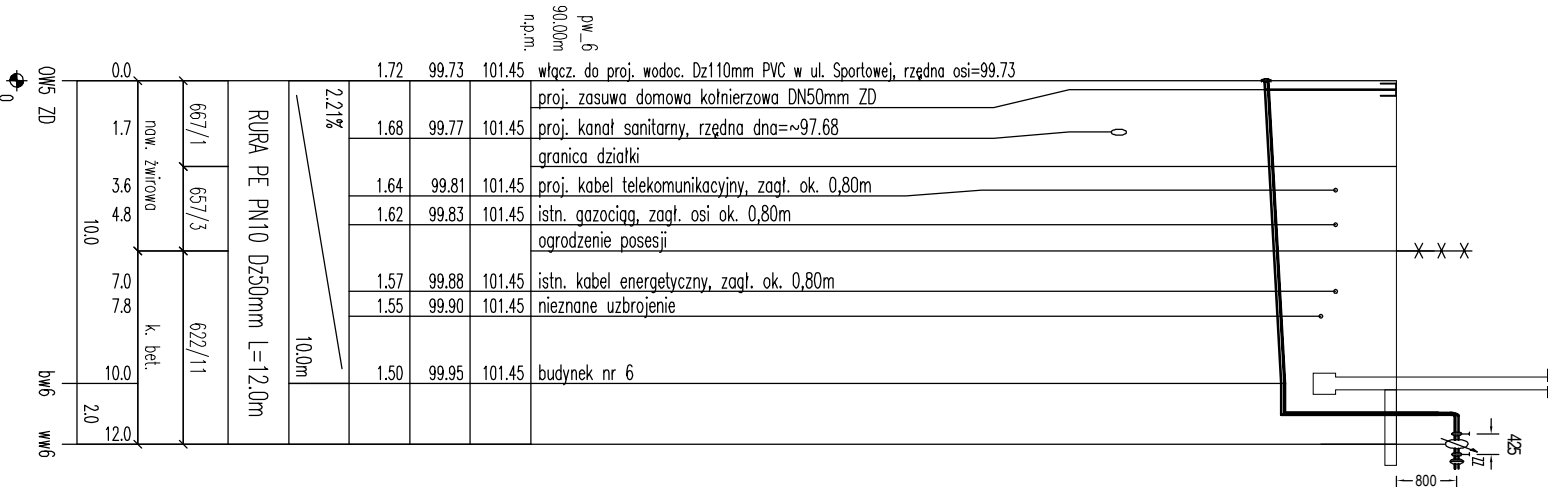 pw_6
90.00m
n.p.m.
0.0 1.72 99.73 101.45 włącz. do proj. wodoc. Dz110mm PVC w ul. Sportowej, rzędna osi=99.73
proj. zasuwa domowa kołnierzowa DN50mm ZD
1.7 1.68 99.77 101.45 proj. kanał sanitarny, rzędna dna=~97.68
granica działki
3.6 1.64 99.81 101.45 proj. kabel telekomunikacyjny, zagł. ok. 0,80m
4.8 1.62 99.83 101.45 istn. gazociąg, zagł. osi ok. 0,80m
ogrodzenie posesji
7.0 1.57 99.88 101.45 istn. kabel energetyczny, zagł. ok. 0,80m
7.8 1.55 99.90 101.45 nieznane uzbrojenie
10.0 1.50 99.95 101.45 budynek nr 6
12.0
OW5 ZD
0
bw6
ww6
10.0
2.0
naw. żwirowa
k. bet.
667/1
657/3
622/11
RURA PE PN10 Dz50mm L=12.0m
2.21%
10.0m
425
ZZ
800